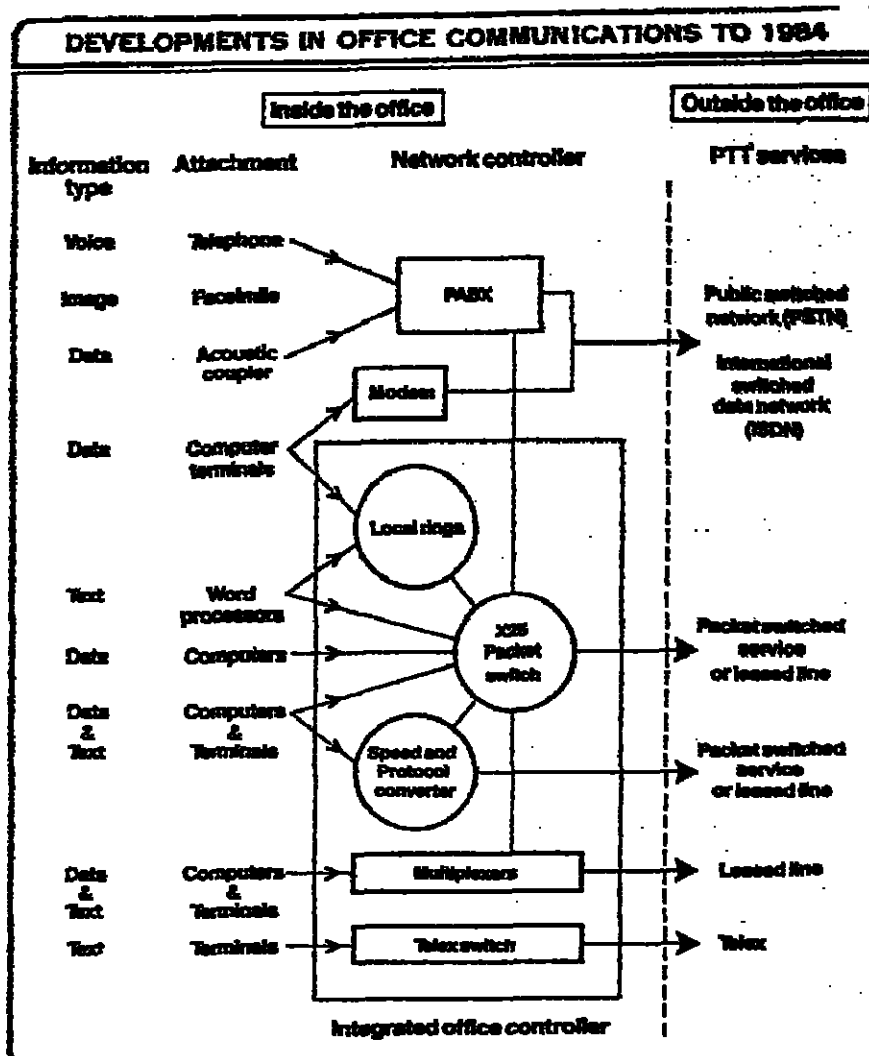 DEVELOPMENTS IN OFFICE COMMUNICATIONS TO 1984
Inside the office
Outside the office
Information
type
Attachment
Network controller
PTT services
Voice
Telephone
PABX
Image
Facsimile
Public switched
network (PSTN)
Data
Acoustic
coupler
International
switched
data network
(ISDN)
Modem
Data
Computer
terminals
Local rings
Text
Word
processors
X25
Packet
switch
Packet switched
service
or leased line
Data
Computers
Data
&
Text
Computers
&
Terminals
Speed and
Protocol
converter
Packet switched
service
or leased line
Data
&
Text
Computers
&
Terminals
Multiplexers
Leased line
Text
Terminals
Telex switch
Telex
Integrated office controller